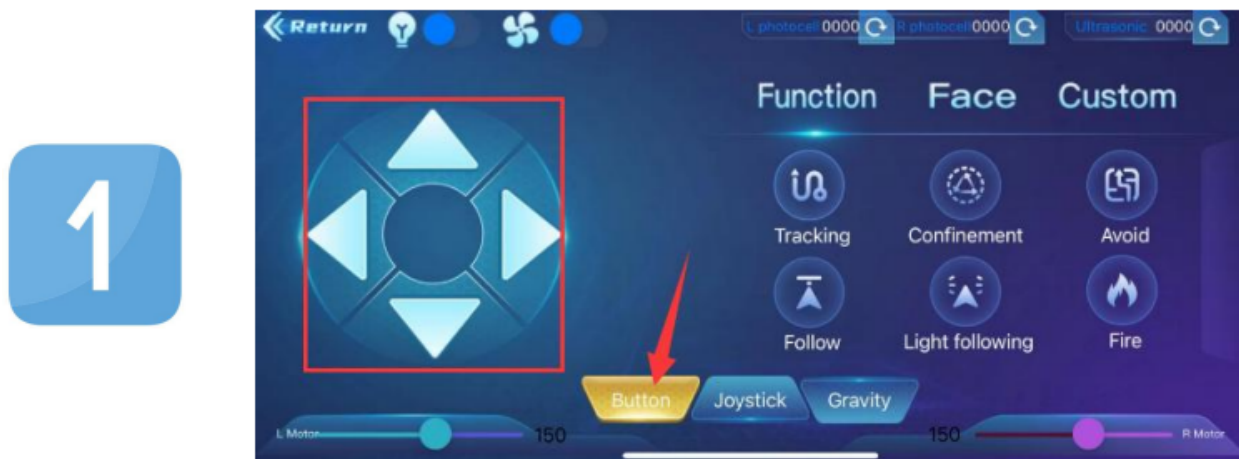 1
Return
L photocell 0000
R photocell 0000
Ultrasonic 0000
Function Face Custom
Tracking Confinement Avoid
Follow Light following Fire
Button Joystick Gravity
L Motor 150
150 R Motor